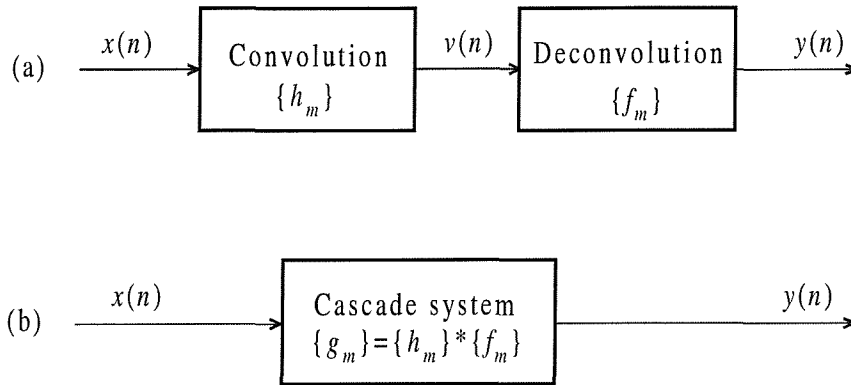 x(n) v(n) y(n)
(a) Convolution Deconvolution
{h_m} {f_m}
x(n) y(n)
(b) Cascade system
{g_m}={h_m}*{f_m}